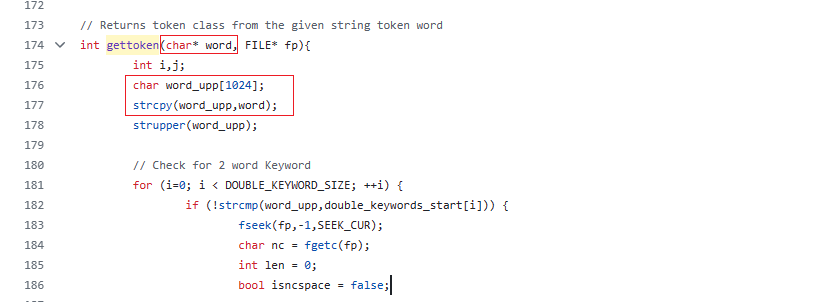 172
173 // Returns token class from the given string token word
174 int gettoken(char* word, FILE* fp){
175 int i,j;
176 char word_upp[1024];
177 strcpy(word_upp,word);
178 strupper(word_upp);
179
180 // Check for 2 word Keyword
181 for (i=0; i < DOUBLE_KEYWORD_SIZE; ++i) {
182 if (!strcmp(word_upp,double_keywords_start[i])) {
183 fseek(fp,-1,SEEK_CUR);
184 char nc = fgetc(fp);
185 int len = 0;
186 bool isncspace = false;